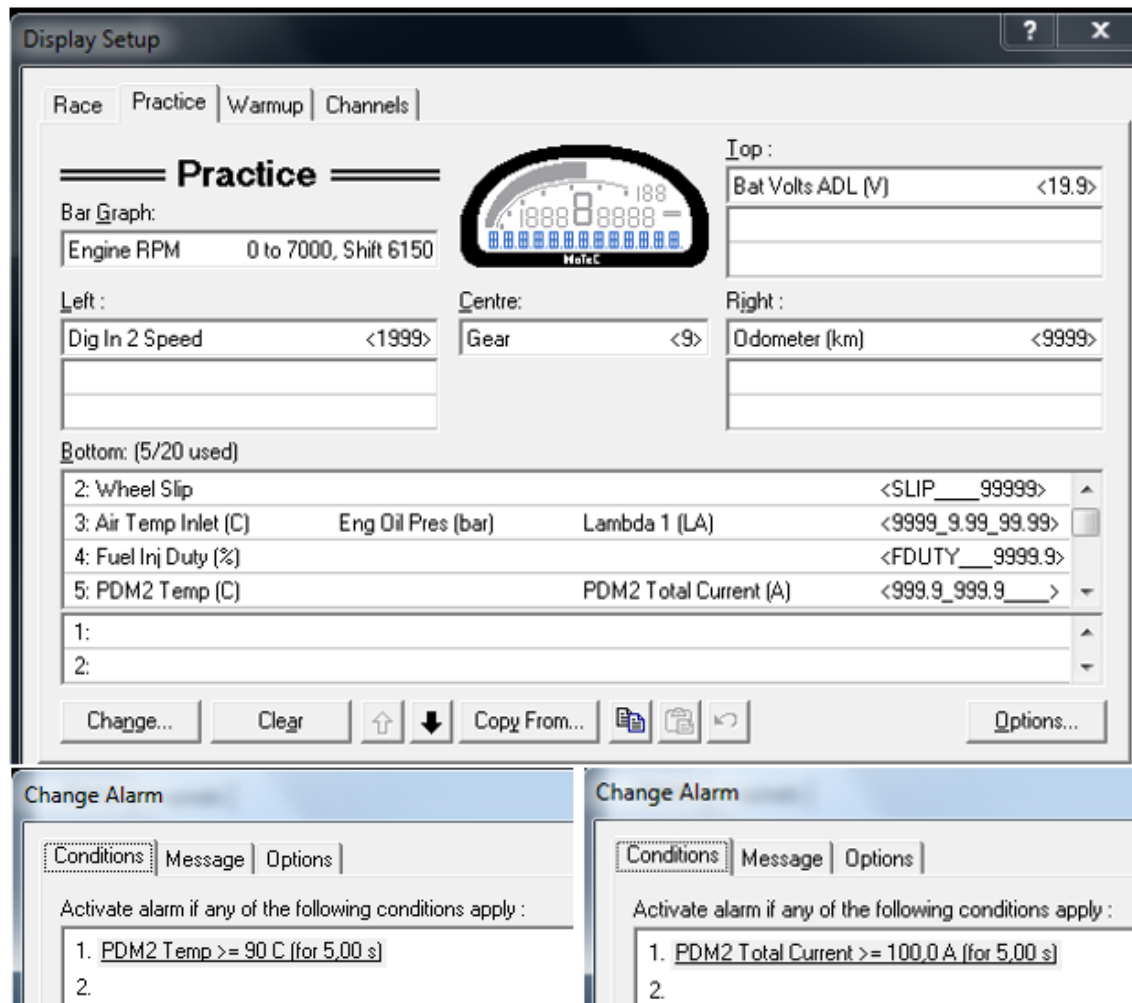 Display Setup
? x
Race Practice Warmup Channels
Practice
Top :
Bat Volts ADL (V) <19.9>
188
1888 8 8888
MoTeC
Bar Graph:
Engine RPM 0 to 7000, Shift 6150
Left : Centre: Right :
Dig In 2 Speed <1999> Gear <9> Odometer (km) <9999>
Bottom: (5/20 used)
2: Wheel Slip <SLIP____99999>
3: Air Temp Inlet (C) Eng Oil Pres (bar) Lambda 1 (LA) <9999_9.99_99.99>
4: Fuel Inj Duty (%) <FDUTY___9999.9>
5: PDM2 Temp (C) PDM2 Total Current (A) <999.9_999.9____>
1:
2:
Change... Clear Copy From... Options...
Change Alarm
Conditions Message Options
Activate alarm if any of the following conditions apply :
1. PDM2 Temp >= 90 C (for 5,00 s)
2.
Change Alarm
Conditions Message Options
Activate alarm if any of the following conditions apply :
1. PDM2 Total Current >= 100,0 A (for 5,00 s)
2.